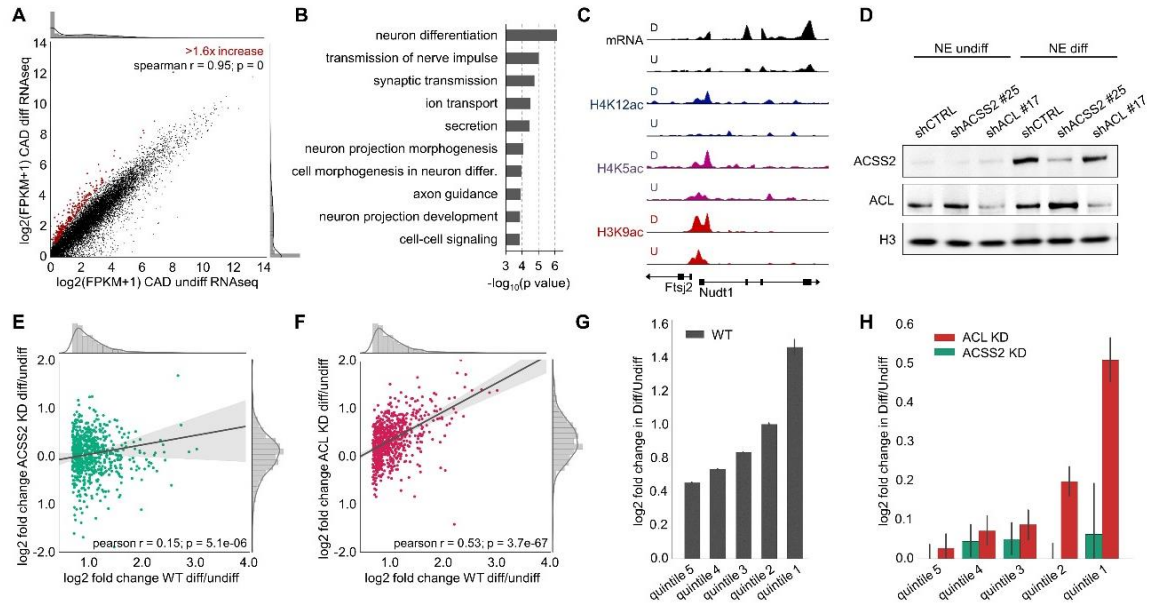 A
>1.6x increase
spearman r = 0.95; p = 0
log2(FPKM+1) CAD diff RNAseq
14
12
10
8
6
4
2
0
0 2 4 6 8 10 12 14
log2(FPKM+1) CAD undiff RNAseq
B
neuron differentiation
transmission of nerve impulse
synaptic transmission
ion transport
secretion
neuron projection morphogenesis
cell morphogenesis in neuron differ.
axon guidance
neuron projection development
cell-cell signaling
3 4 5 6
-log10(p value)
C
D
mRNA
U
D
H4K12ac
U
D
H4K5ac
U
D
H3K9ac
U
Ftsj2
Nudt1
D
NE undiff NE diff
shCTRL shACSS2 #25 shACL #17 shCTRL shACSS2 #25 shACL #17
ACSS2
ACL
H3
E
log2 fold change ACSS2 KD diff/undiff
2.0
1.0
0.0
1.0
-2.0
pearson r = 0.15; p = 5.1e-06
1.0 2.0 3.0 4.0
log2 fold change WT diff/undiff
F
log2 fold change ACL KD diff/undiff
2.0
1.0
0.0
1.0
-2.0
pearson r = 0.53; p = 3.7e-67
1.0 2.0 3.0 4.0
log2 fold change WT diff/undiff
G
WT
log2 fold change in Diff/Undiff
1.6
1.4
1.2
1.0
0.8
0.6
0.4
0.2
0.0
quintile 5 quintile 4 quintile 3 quintile 2 quintile 1
H
ACL KD
ACSS2 KD
log2 fold change in Diff/Undiff
0.6
0.5
0.4
0.3
0.2
0.1
0.0
quintile 5 quintile 4 quintile 3 quintile 2 quintile 1